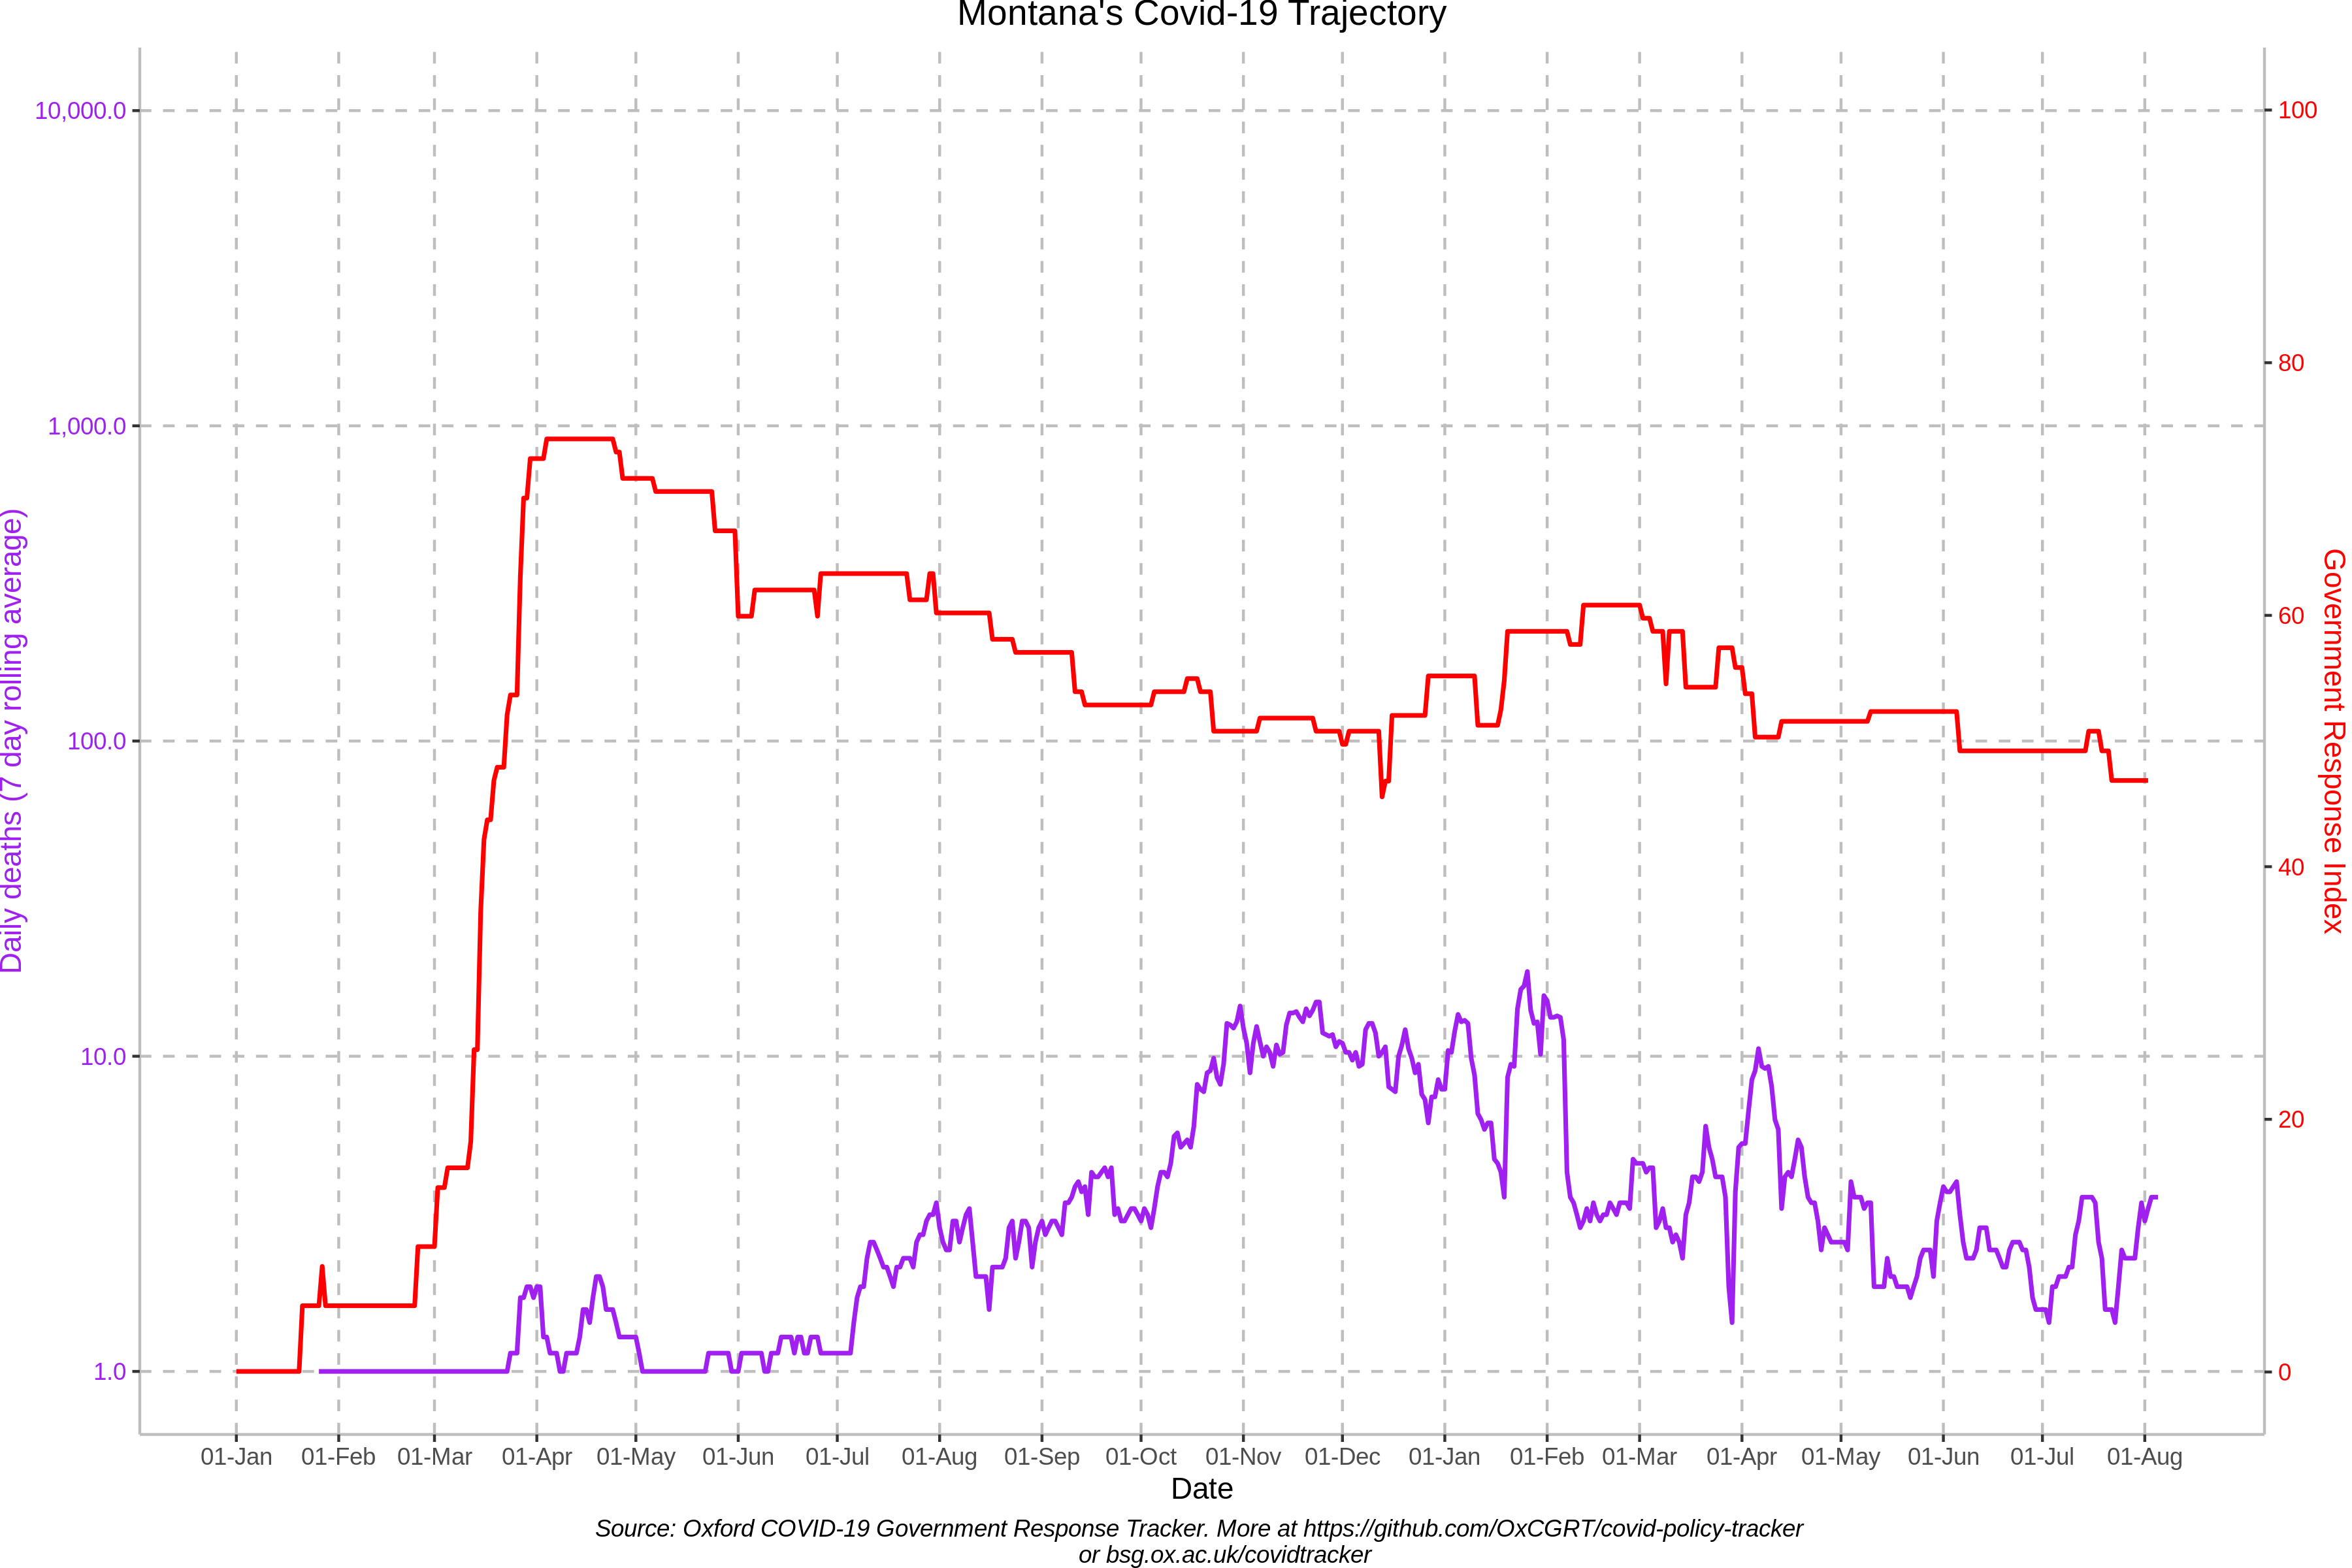 Montana's Covid-19 Trajectory
10,000.0
1,000.0
100.0
10.0
1.0
Daily deaths (7 day rolling average)
100
80
60
40
20
0
Government Response Index
01-Jan 01-Feb 01-Mar 01-Apr 01-May 01-Jun 01-Jul 01-Aug 01-Sep 01-Oct 01-Nov 01-Dec 01-Jan 01-Feb 01-Mar 01-Apr 01-May 01-Jun 01-Jul 01-Aug
Date
Source: Oxford COVID-19 Government Response Tracker. More at https://github.com/OxCGRT/covid-policy-tracker
or bsg.ox.ac.uk/covidtracker